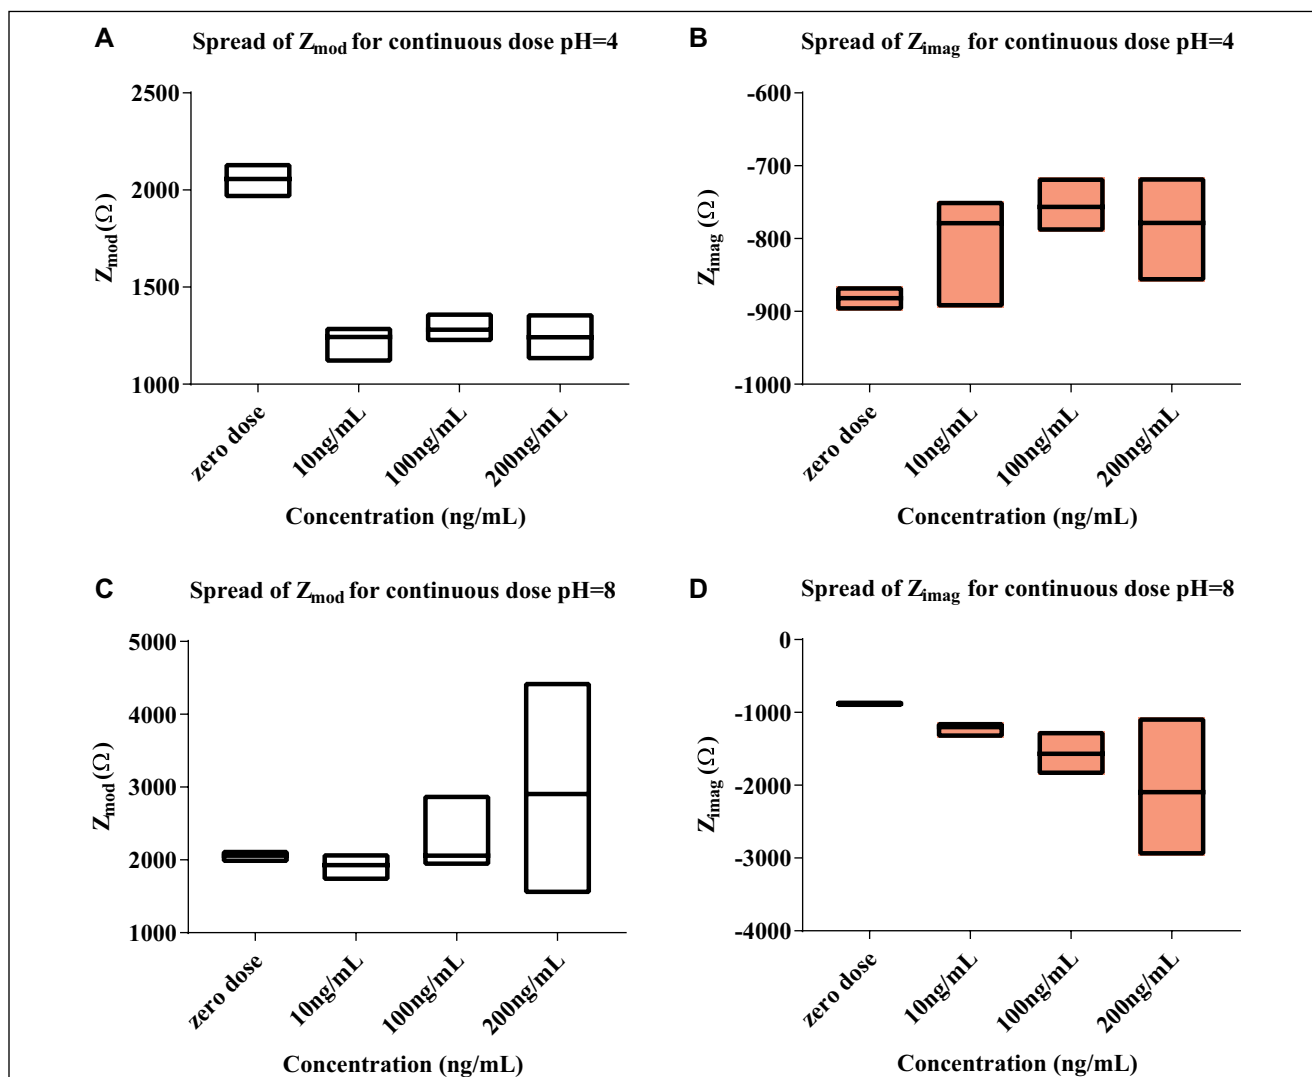 A Spread of Zmod for continuous dose pH=4
2500
2000
1500
1000
Zmod (Ω)
zero dose
10ng/mL
100ng/mL
200ng/mL
Concentration (ng/mL)
B Spread of Zimag for continuous dose pH=4
-600
-700
-800
-900
-1000
Zimag (Ω)
zero dose
10ng/mL
100ng/mL
200ng/mL
Concentration (ng/mL)
C Spread of Zmod for continuous dose pH=8
5000
4000
3000
2000
1000
Zmod (Ω)
zero dose
10ng/mL
100ng/mL
200ng/mL
Concentration (ng/mL)
D Spread of Zimag for continuous dose pH=8
0
-1000
-2000
-3000
-4000
Zimag (Ω)
zero dose
10ng/mL
100ng/mL
200ng/mL
Concentration (ng/mL)